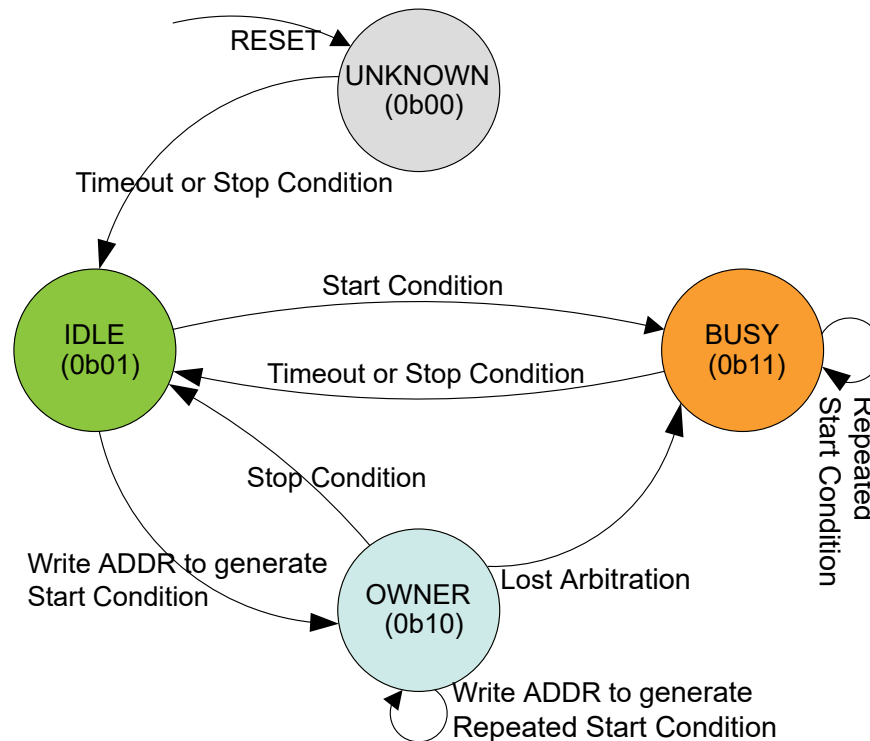 RESET
UNKNOWN
(0b00)
Timeout or Stop Condition
Start Condition
IDLE
(0b01)
BUSY
(0b11)
Timeout or Stop Condition
Repeated
Start Condition
Stop Condition
Write ADDR to generate
Start Condition
Lost Arbitration
OWNER
(0b10)
Write ADDR to generate
Repeated Start Condition